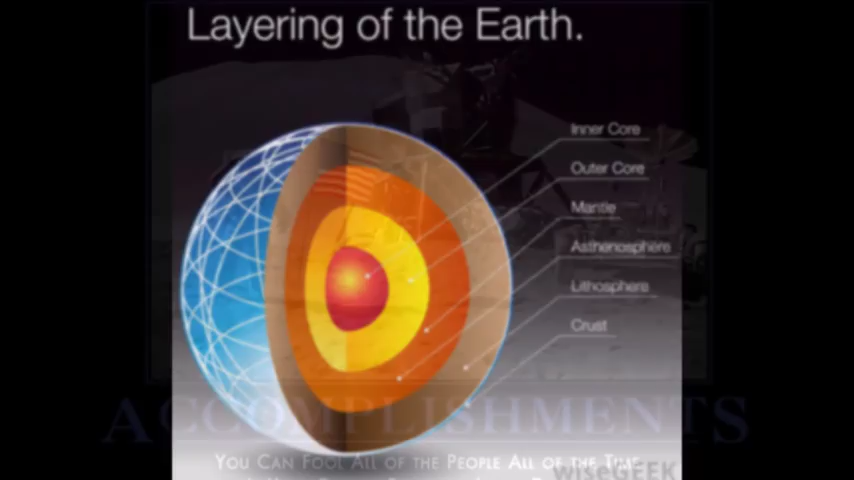 Layering of the Earth.
Inner Core
Outer Core
Mantle
Asthenosphere
Lithosphere
Crust
ACCOMPLISHMENTS
YOU CAN FOOL ALL OF THE PEOPLE ALL OF THE TIME
wiseGEEK